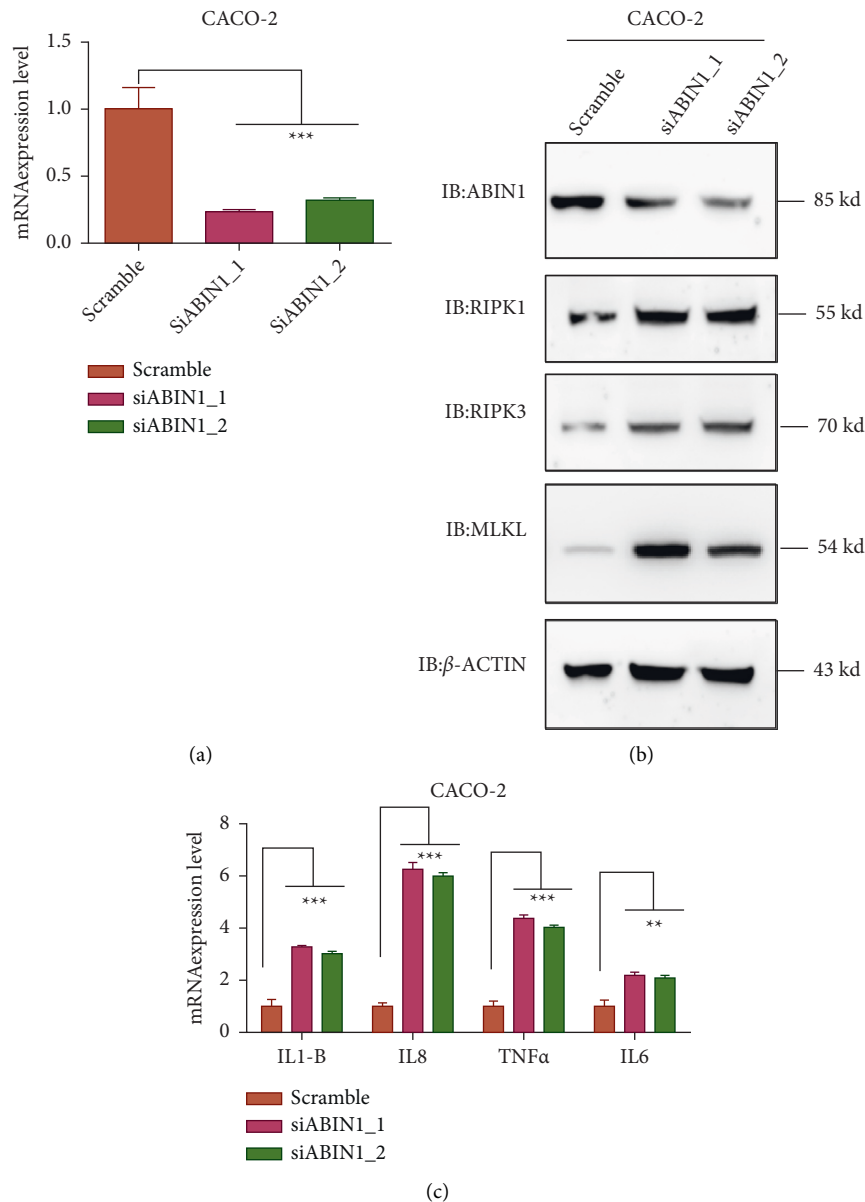 CACO-2
1.5
1.0
0.5
0.0
mRNAexpression level
***
Scramble
SiABIN1_1
SiABIN1_2
Scramble
siABIN1_1
siABIN1_2
(a)
CACO-2
Scramble
siABIN1_1
siABIN1_2
IB:ABIN1
85 kd
IB:RIPK1
55 kd
IB:RIPK3
70 kd
IB:MLKL
54 kd
IB:β-ACTIN
43 kd
(b)
CACO-2
8
6
4
2
0
mRNAexpression level
***
***
***
**
IL1-B
IL8
TNFα
IL6
Scramble
siABIN1_1
siABIN1_2
(c)